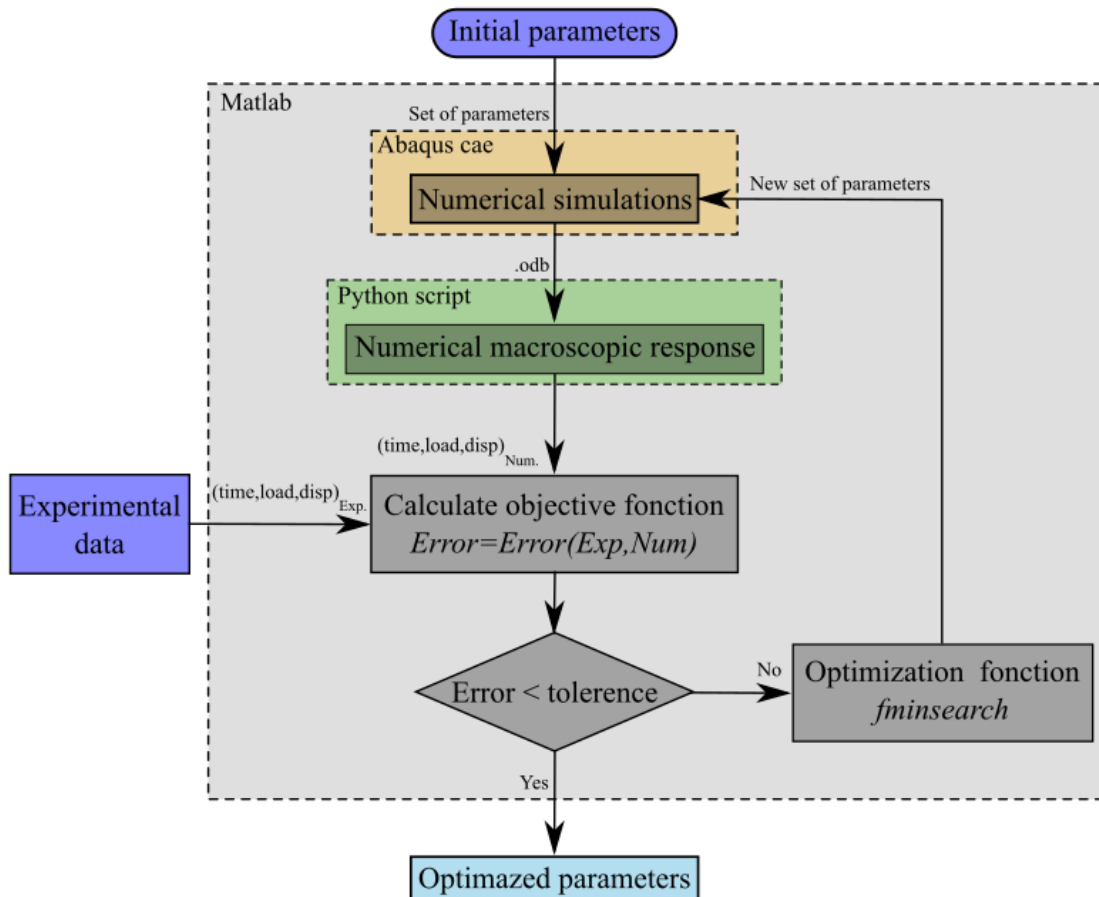 Initial parameters
Matlab
Set of parameters
Abaqus cae
Numerical simulations
New set of parameters
.odb
Python script
Numerical macroscopic response
(time,load,disp)Num.
Experimental
data
(time,load,disp)Exp.
Calculate objective fonction
Error=Error(Exp,Num)
Error < tolerence
No
Optimization fonction
fminsearch
Yes
Optimazed parameters